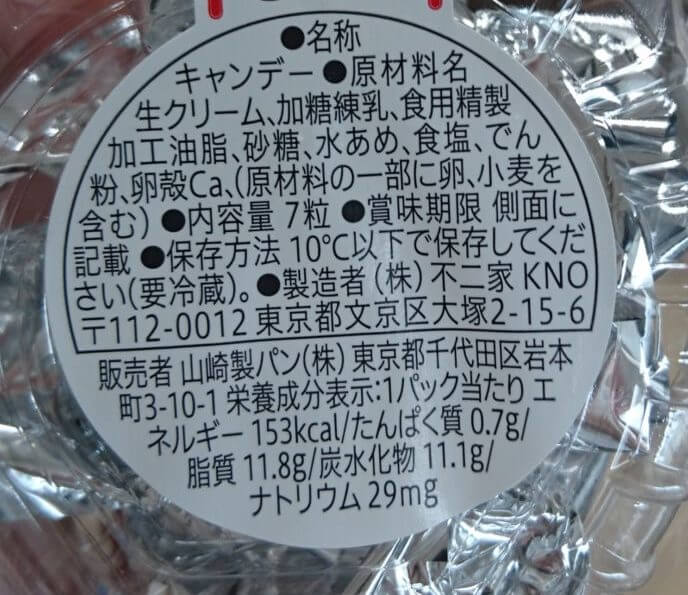 ●名称
キャンデー ●原材料名
生クリーム、加糖練乳、食用精製
加工油脂、砂糖、水あめ、食塩、でん
粉、卵殻Ca、(原材料の一部に卵、小麦を
含む) ●内容量 7粒 ●賞味期限 側面に
記載 ●保存方法 10℃以下で保存してくだ
さい(要冷蔵)。●製造者 (株) 不二家 KNO
〒112-0012 東京都文京区大塚2-15-6
販売者 山崎製パン(株) 東京都千代田区岩本
町3-10-1 栄養成分表示:1パック当たり エ
ネルギー 153kcal/たんぱく質 0.7g/
脂質 11.8g/炭水化物 11.1g/
ナトリウム 29mg